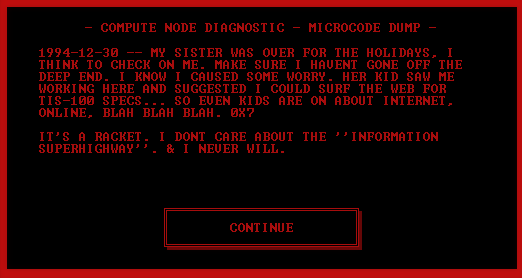 - COMPUTE NODE DIAGNOSTIC - MICROCODE DUMP -
1994-12-30 -- MY SISTER WAS OVER FOR THE HOLIDAYS, I
THINK TO CHECK ON ME. MAKE SURE I HAVENT GONE OFF THE
DEEP END. I KNOW I CAUSED SOME WORRY. HER KID SAW ME
WORKING HERE AND SUGGESTED I COULD SURF THE WEB FOR
TIS-100 SPECS... SO EVEN KIDS ARE ON ABOUT INTERNET,
ONLINE, BLAH BLAH BLAH. 0X7
IT'S A RACKET. I DONT CARE ABOUT THE ''INFORMATION
SUPERHIGHWAY''. & I NEVER WILL.
CONTINUE